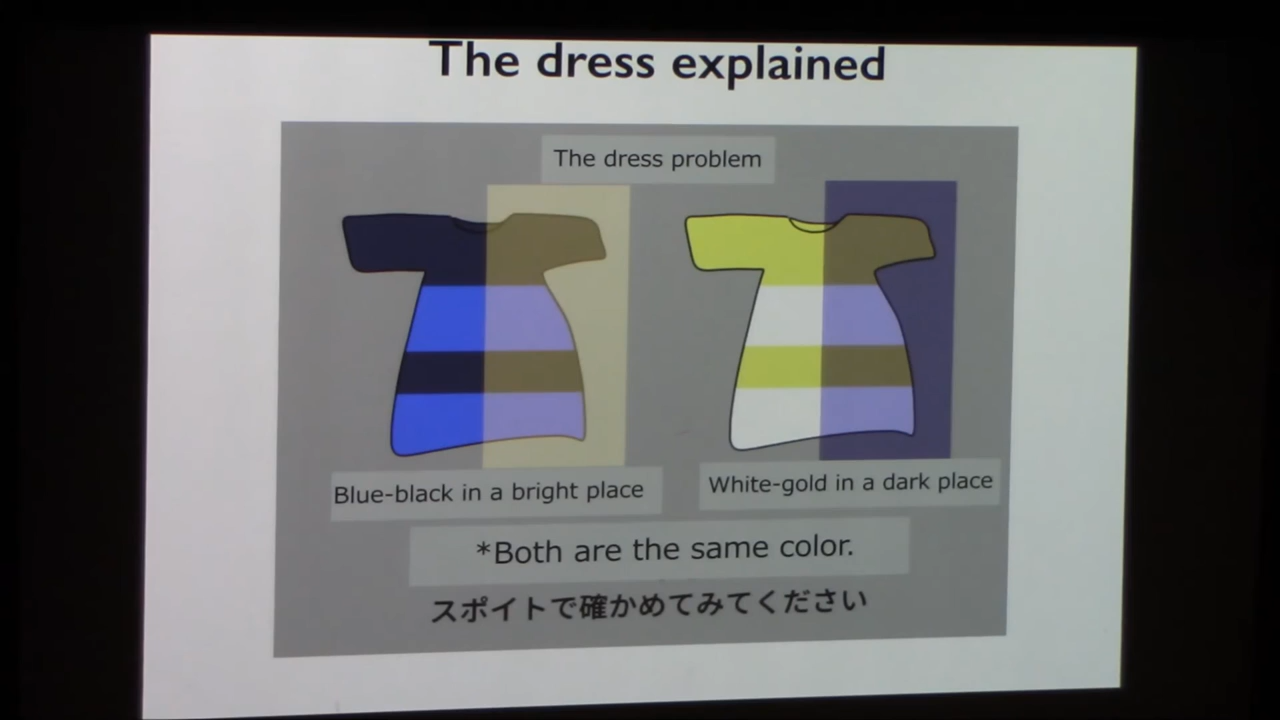 The dress explained
The dress problem
Blue-black in a bright place
White-gold in a dark place
*Both are the same color.
スポイトで確かめてみてください